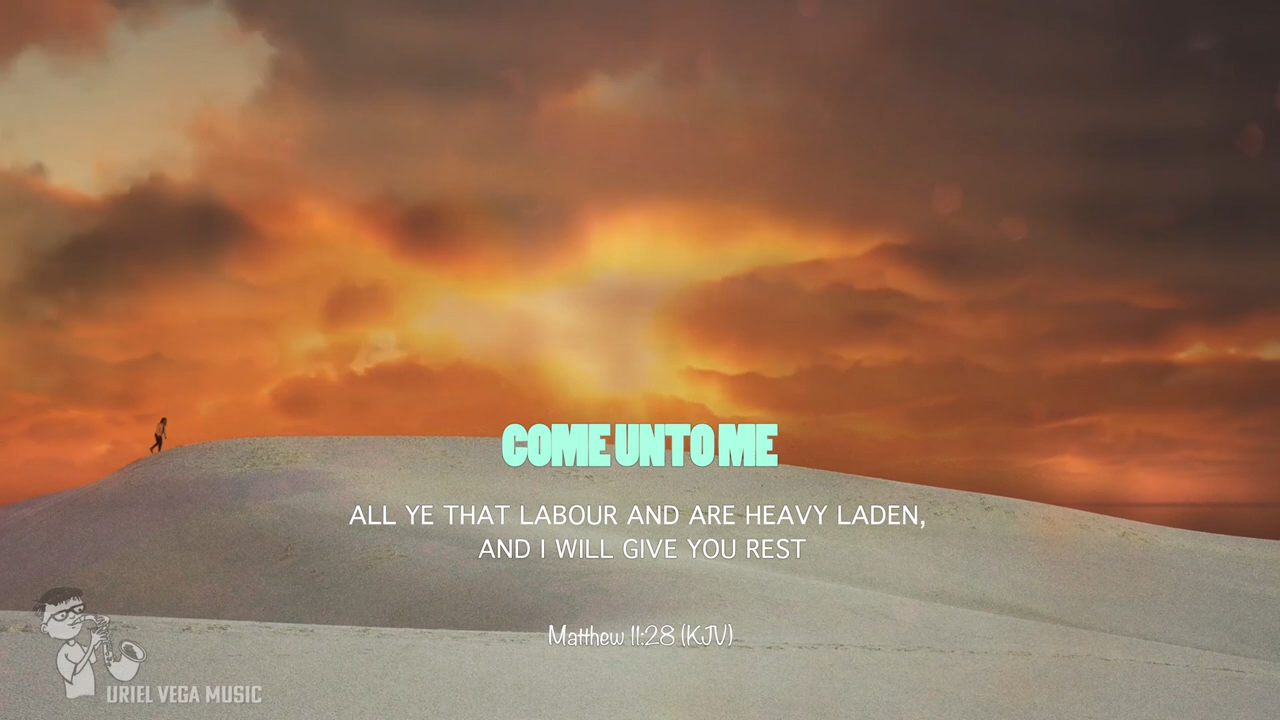 COME UNTO ME
ALL YE THAT LABOUR AND ARE HEAVY LADEN,
AND I WILL GIVE YOU REST
Matthew 11:28 (KJV)
URIEL VEGA MUSIC